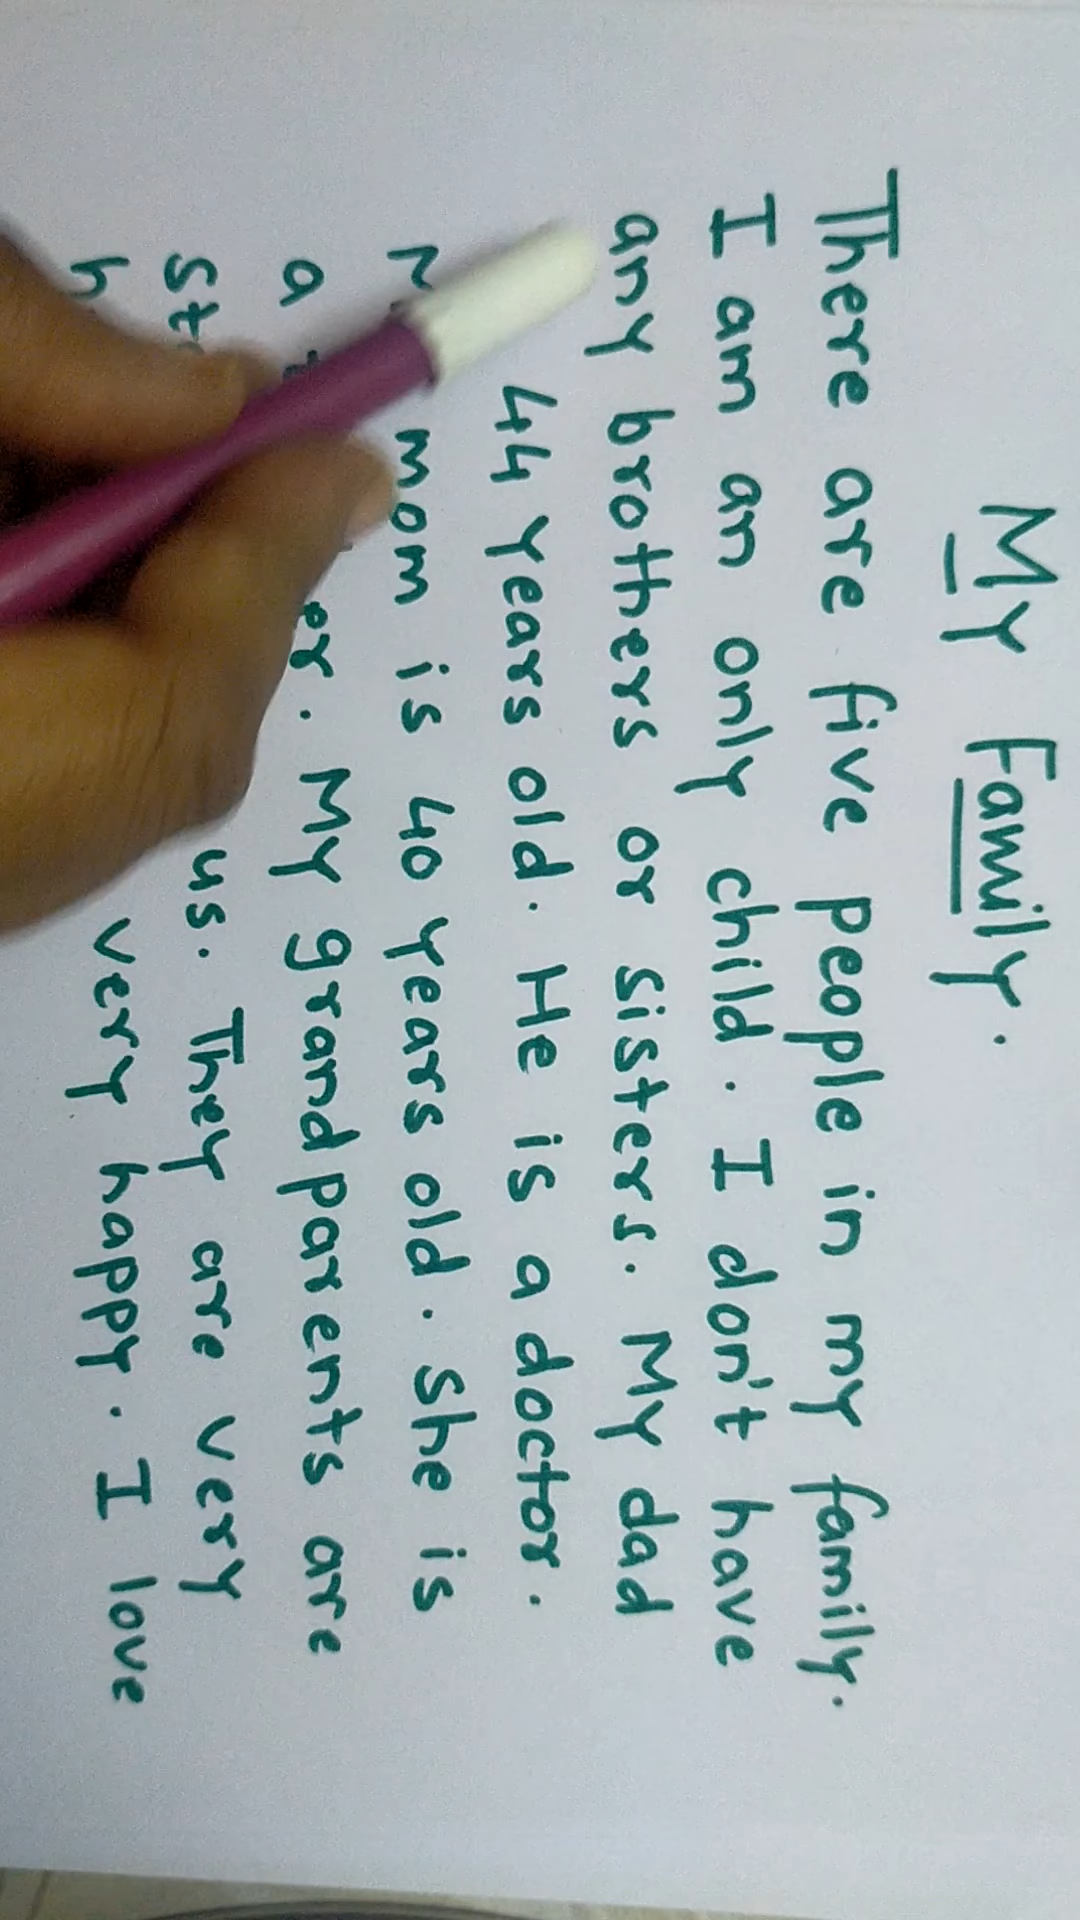 My Family.
There are five people in my family.
I am an only child. I don't have
any brothers or sisters. My dad
44 years old. He is a doctor.
mom is 40 years old. She is
a . My grandparents are
us. They are very
very happy. I love